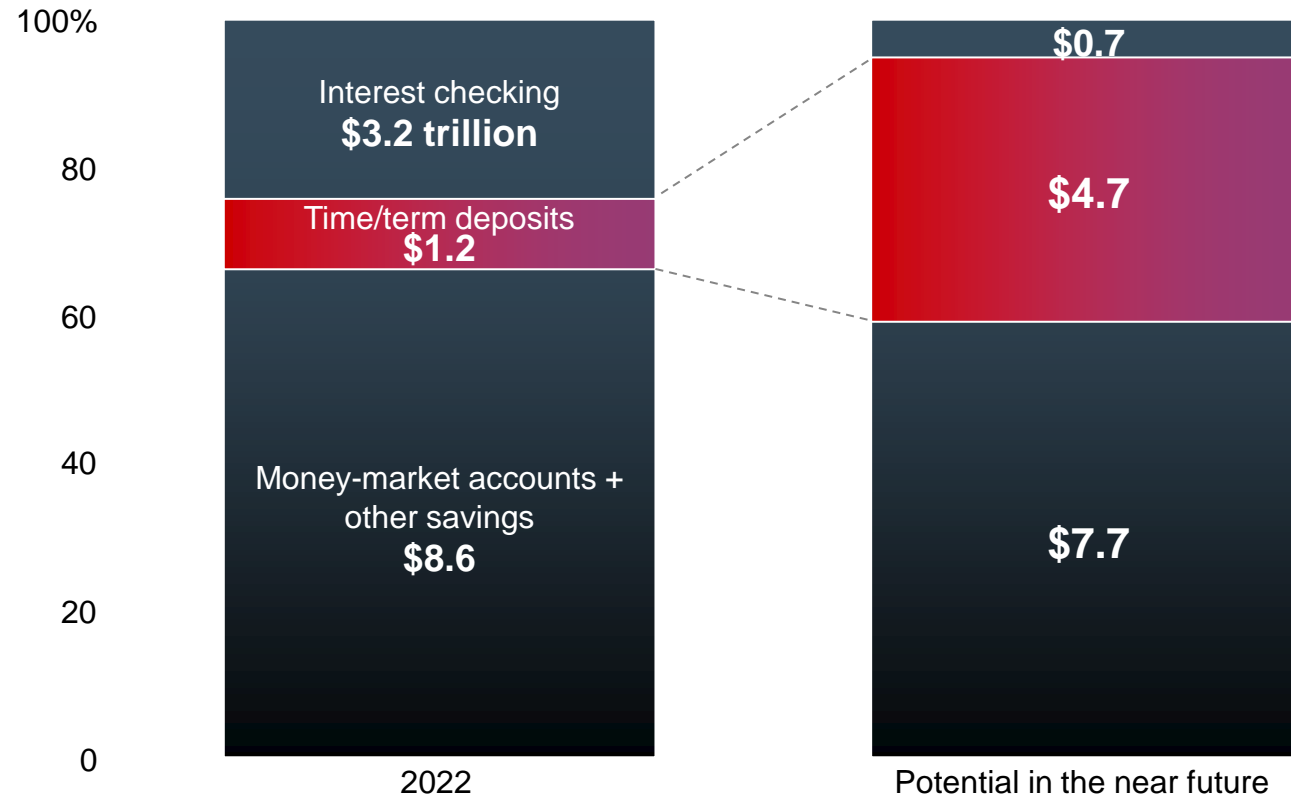 100%
80
60
40
20
0
Interest checking
$3.2 trillion
Time/term deposits
$1.2
Money-market accounts +
other savings
$8.6
2022
$0.7
$4.7
$7.7
Potential in the near future